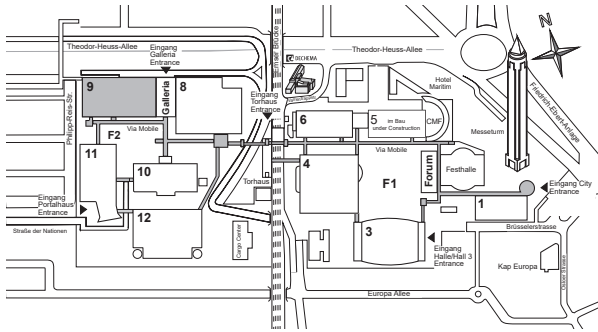 Theodor-Heuss-Allee
Eingang
Galleria
Entrance
DECHEMA
Theodor-Heuss-Allee
N
9
Galleria
8
Eingang
Torhaus
Entrance
Hotel
Maritim
Friedrich-Ebert-Anlage
Philipp-Reis-Str.
6
5
im Bau
under Construction
CMF
F2
Via Mobile
Via Mobile
Messeturm
11
10
4
F1
Forum
Festhalle
Torhaus
Eingang
Portalhaus
Entrance
12
3
1
Eingang City
Entrance
Straße der Nationen
Cargo Center
Eingang
Halle/Hall 3
Entrance
Brüsselerstrasse
Kap Europa
Europa Allee